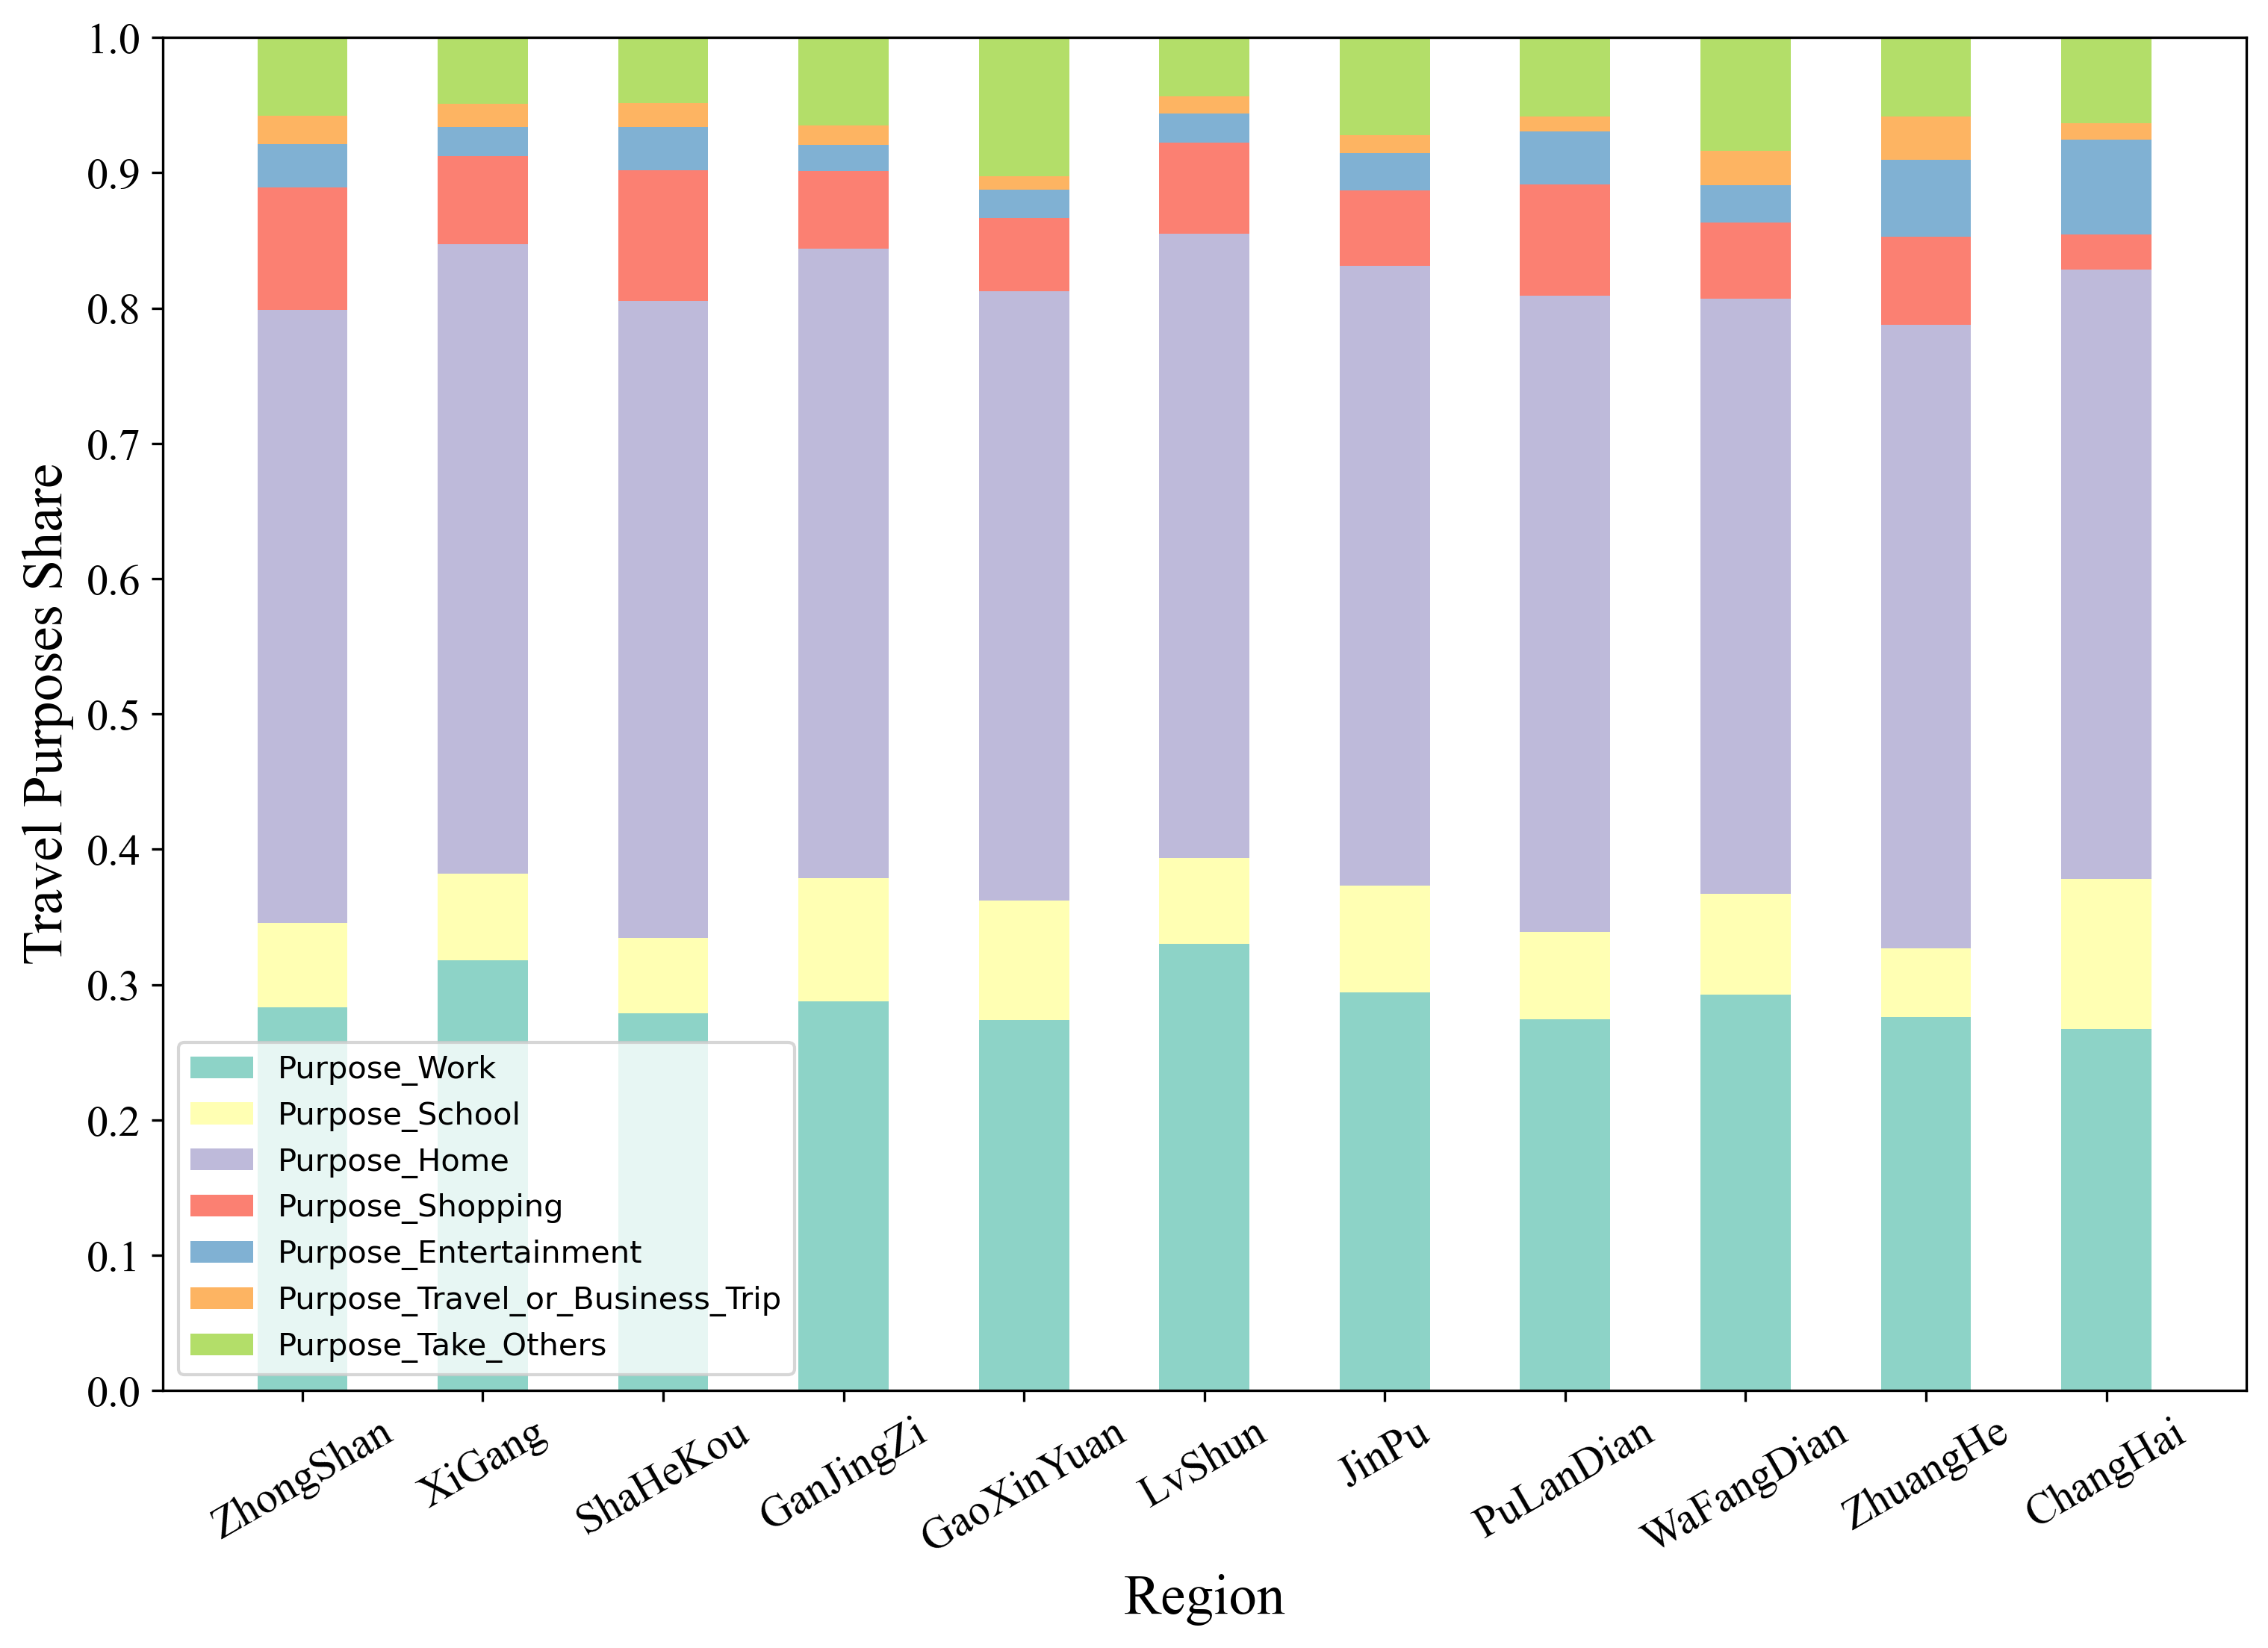 1.0
0.9
0.8
0.7
0.6
0.5
0.4
0.3
0.2
0.1
0.0
Travel Purposes Share
Purpose_Work
Purpose_School
Purpose_Home
Purpose_Shopping
Purpose_Entertainment
Purpose_Travel_or_Business_Trip
Purpose_Take_Others
ZhongShan
XiGang
ShaHeKou
GanJingZi
GaoXinYuan
LvShun
JinPu
PuLanDian
WaFangDian
ZhuangHe
ChangHai
Region